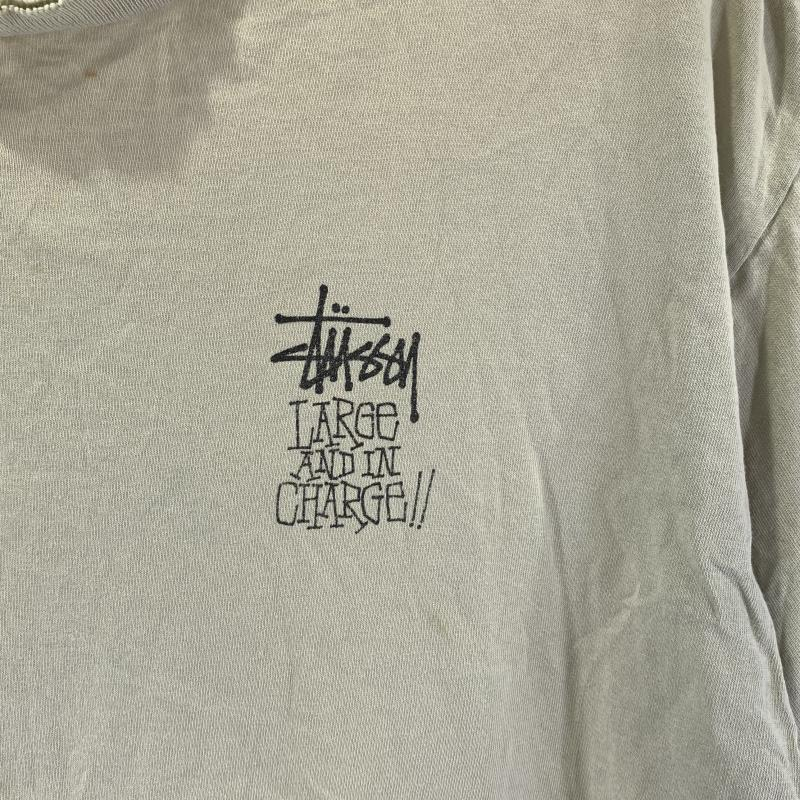 Stüssy
LARGE
AND IN
CHARGE!!